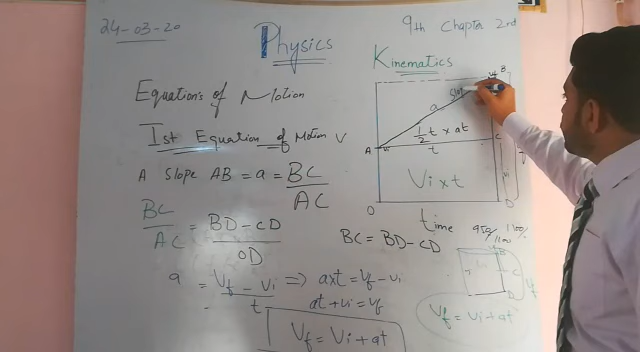 24-03-20
Physics
9th Chapter 2nd
Kinematics
Equations of Motion
Ist Equation of Motion
A Slope AB = a = BC/AC
BC/AC = BD-CD/OD
BC = BD-CD
a = Vf-Vi/t => axt = Vf-Vi
at+Vi = Vf
Vf = Vi+at
B
a
1/2 t x at
A
Vi
t
C
Vi x t
O
D
time
B
C
D
Vf
Vf = Vi+at